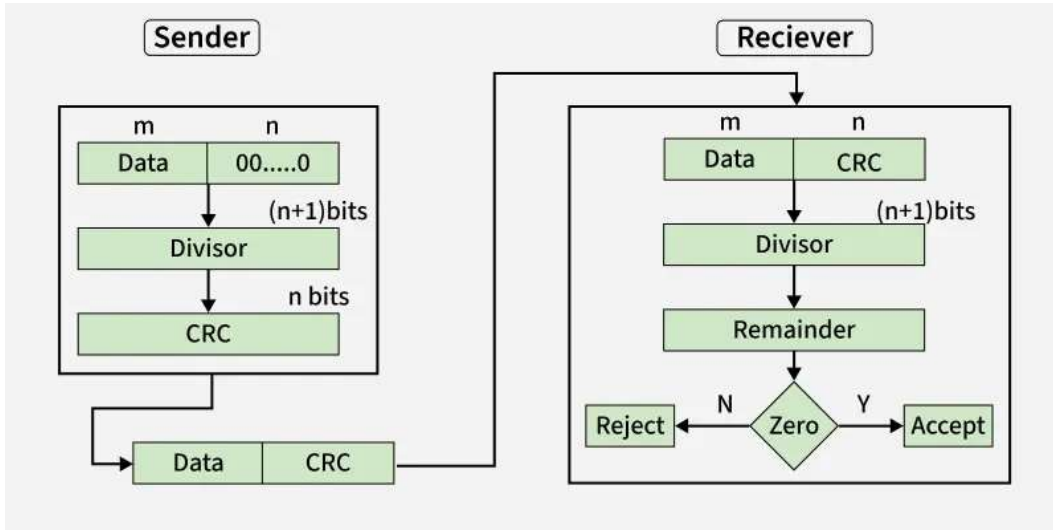 Sender
m n
Data 00.....0
(n+1)bits
Divisor
n bits
CRC
Data CRC
Reciever
m n
Data CRC
(n+1)bits
Divisor
Remainder
N Y
Reject Zero Accept